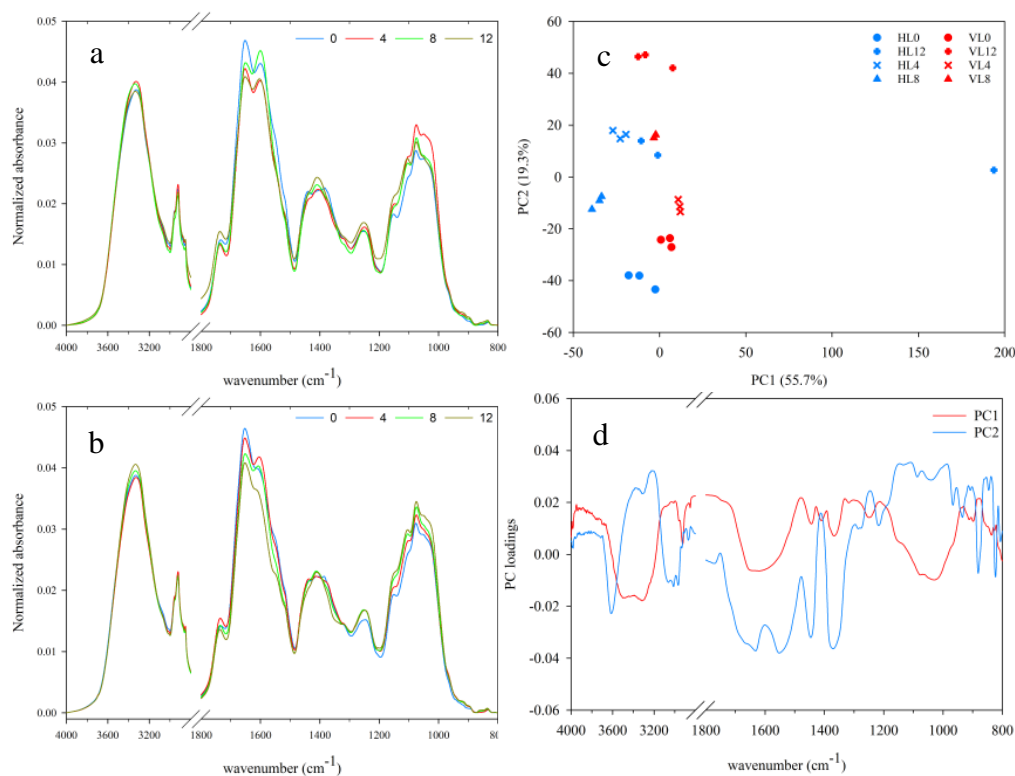 a
0 4 8 12
0.05
0.04
0.03
0.02
0.01
0.00
Normalized absorbance
4000 3600 3200 1800 1600 1400 1200 1000 800
wavenumber (cm-1)
c
HL0 VL0
HL12 VL12
HL4 VL4
HL8 VL8
60
40
20
0
-20
-40
-60
PC2 (19.3%)
-50 0 50 100 150 200
PC1 (55.7%)
b
0 4 8 12
0.05
0.04
0.03
0.02
0.01
0.00
Normalized absorbance
4000 3600 3200 1800 1600 1400 1200 1000 800
wavenumber (cm-1)
d
PC1
PC2
0.06
0.04
0.02
0.00
-0.02
-0.04
-0.06
PC loadings
4000 3600 3200 1800 1600 1400 1200 1000 800
wavenumber (cm-1)